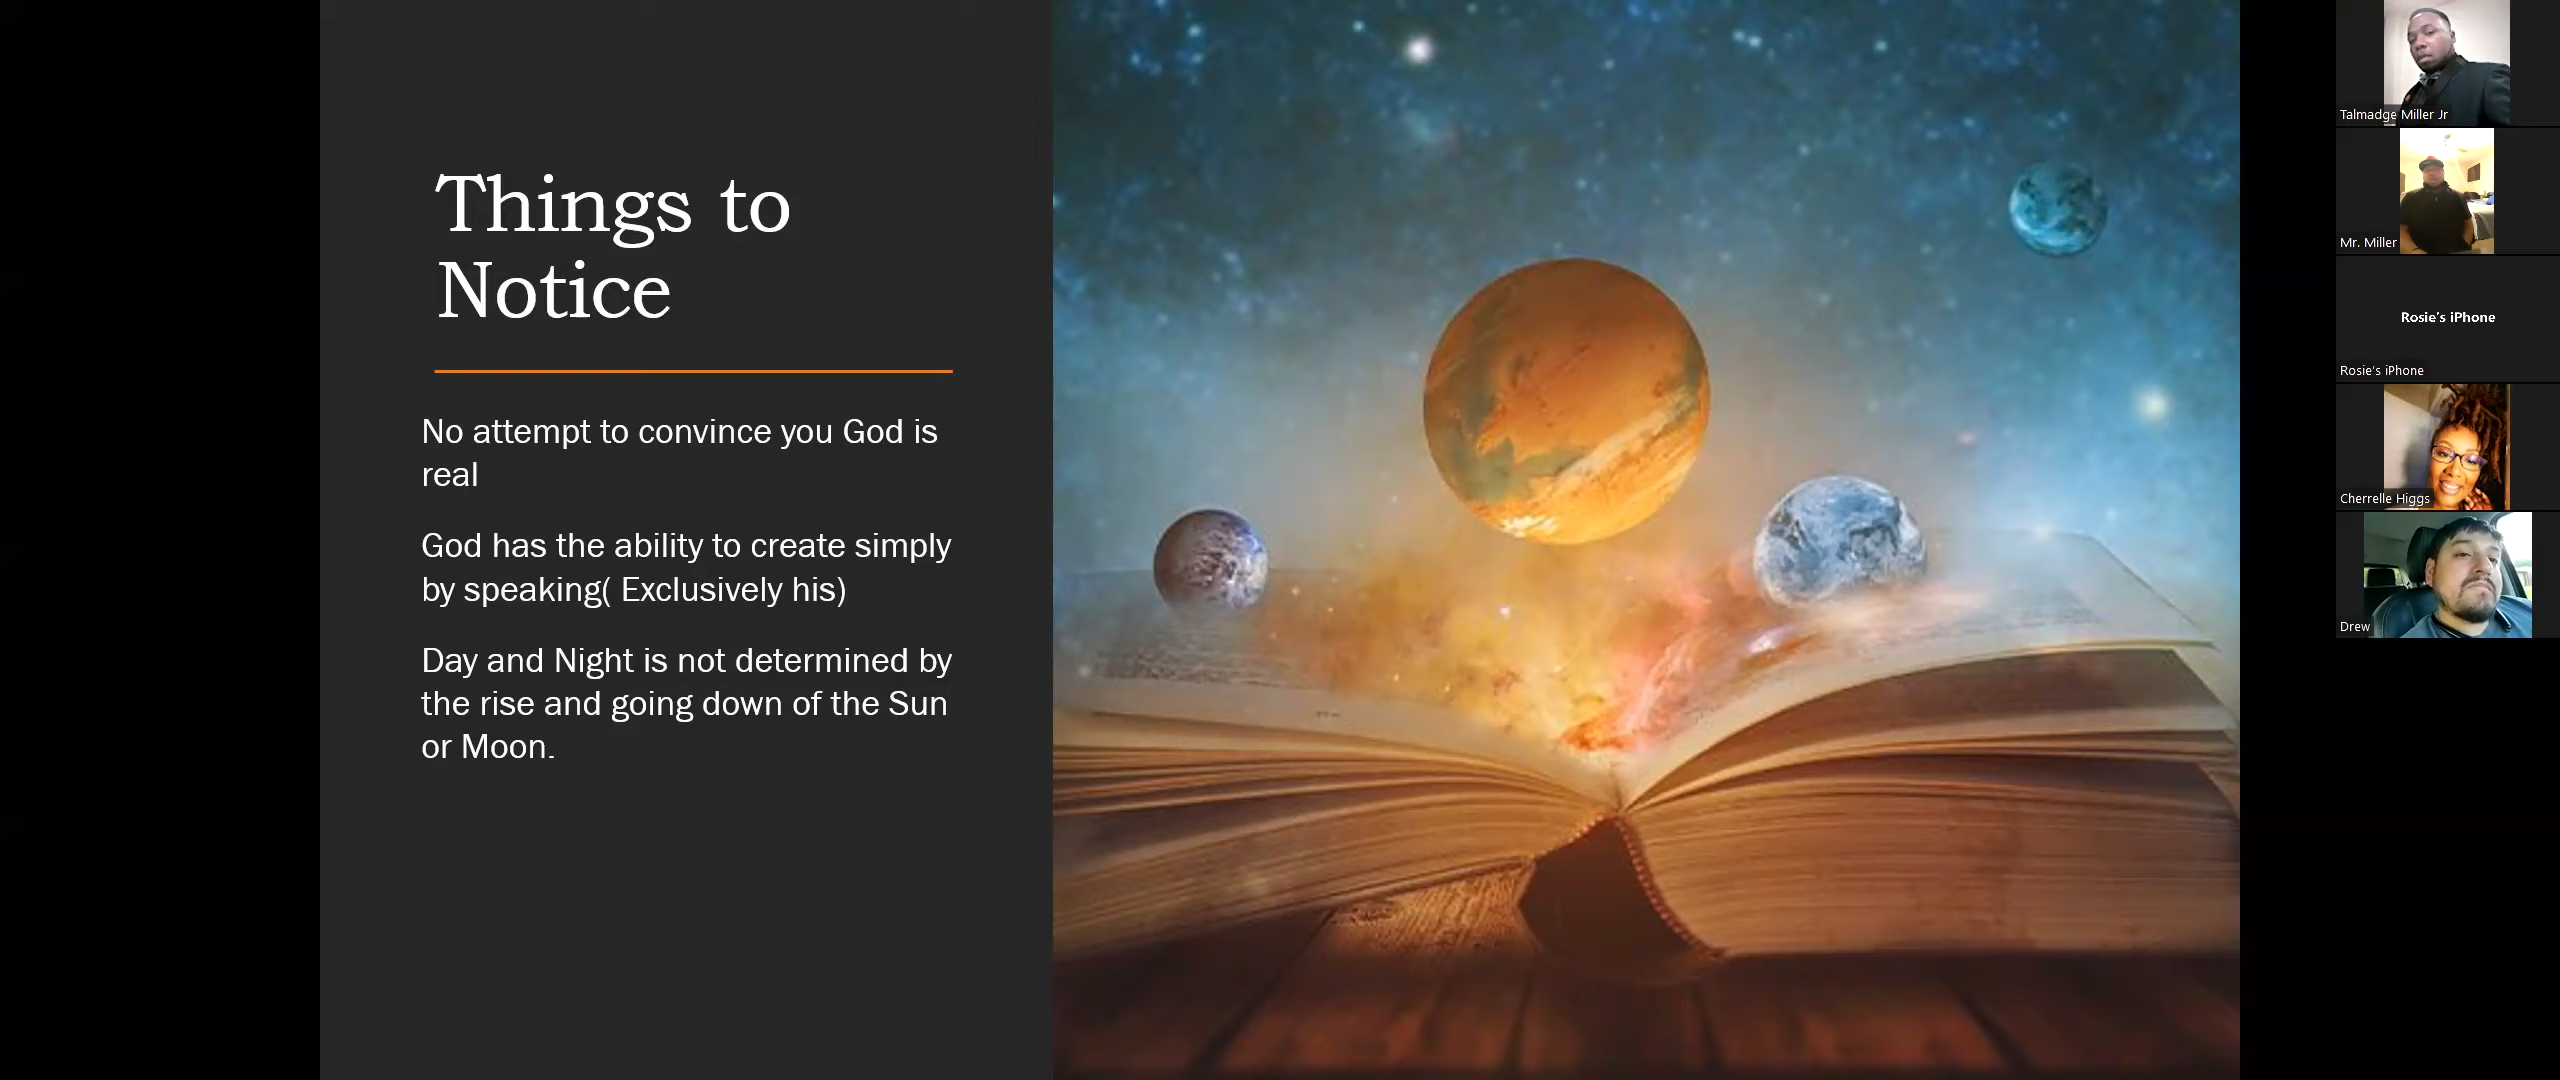 Things to
Notice
No attempt to convince you God is
real
God has the ability to create simply
by speaking( Exclusively his)
Day and Night is not determined by
the rise and going down of the Sun
or Moon.
Talmadge Miller Jr
Mr. Miller
Rosie's iPhone
Rosie's iPhone
Cherrelle Higgs
Drew